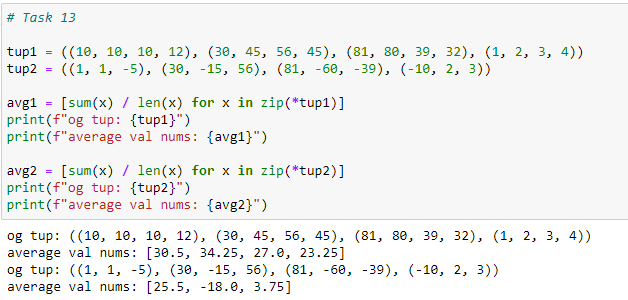 # Task 13
tup1 = ((10, 10, 10, 12), (30, 45, 56, 45), (81, 80, 39, 32), (1, 2, 3, 4))
tup2 = ((1, 1, -5), (30, -15, 56), (81, -60, -39), (-10, 2, 3))
avg1 = [sum(x) / len(x) for x in zip(*tup1)]
print(f"og tup: {tup1}")
print(f"average val nums: {avg1}")
avg2 = [sum(x) / len(x) for x in zip(*tup2)]
print(f"og tup: {tup2}")
print(f"average val nums: {avg2}")
og tup: ((10, 10, 10, 12), (30, 45, 56, 45), (81, 80, 39, 32), (1, 2, 3, 4))
average val nums: [30.5, 34.25, 27.0, 23.25]
og tup: ((1, 1, -5), (30, -15, 56), (81, -60, -39), (-10, 2, 3))
average val nums: [25.5, -18.0, 3.75]